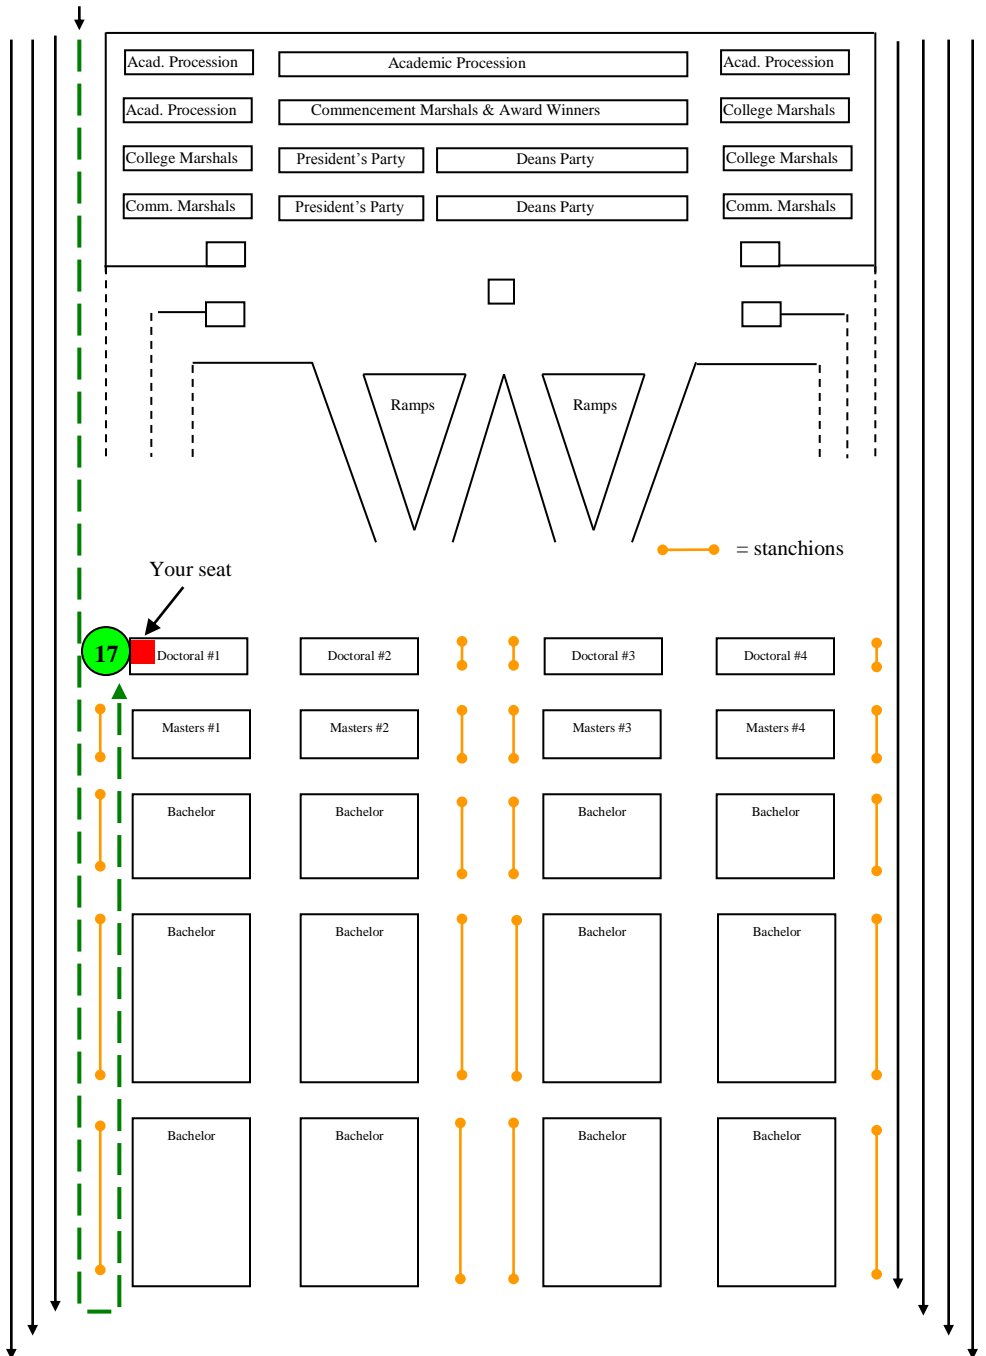 Acad. Procession Academic Procession Acad. Procession
Acad. Procession Commencement Marshals & Award Winners College Marshals
College Marshals President’s Party Deans Party College Marshals
Comm. Marshals President’s Party Deans Party Comm. Marshals
Ramps Ramps
= stanchions
Your seat
17 Doctoral #1 Doctoral #2 Doctoral #3 Doctoral #4
Masters #1 Masters #2 Masters #3 Masters #4
Bachelor Bachelor Bachelor Bachelor
Bachelor Bachelor Bachelor Bachelor
Bachelor Bachelor Bachelor Bachelor